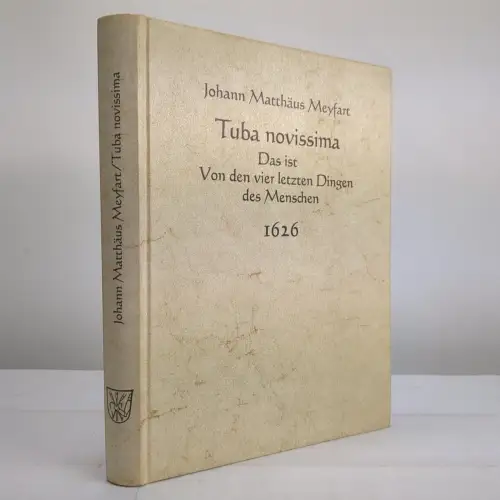 Johann Matthäus Meyfart
Tuba novissima
Das ist
Von den vier letzten Dingen
des Menschen
1626
Johann Matthäus Meyfart/Tuba novissima